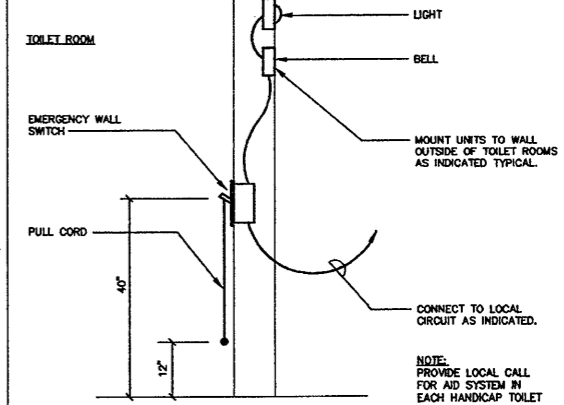 LIGHT
TOILET ROOM
BELL
EMERGENCY WALL
SWITCH
MOUNT UNITS TO WALL
OUTSIDE OF TOILET ROOMS
AS INDICATED TYPICAL.
PULL CORD
40"
CONNECT TO LOCAL
CIRCUIT AS INDICATED.
12"
NOTE:
PROVIDE LOCAL CALL
FOR AID SYSTEM IN
EACH HANDICAP TOILET